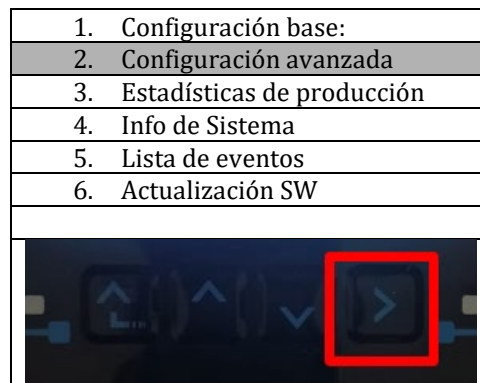 1. Configuración base:
2. Configuración avanzada
3. Estadísticas de producción
4. Info de Sistema
5. Lista de eventos
6. Actualización SW